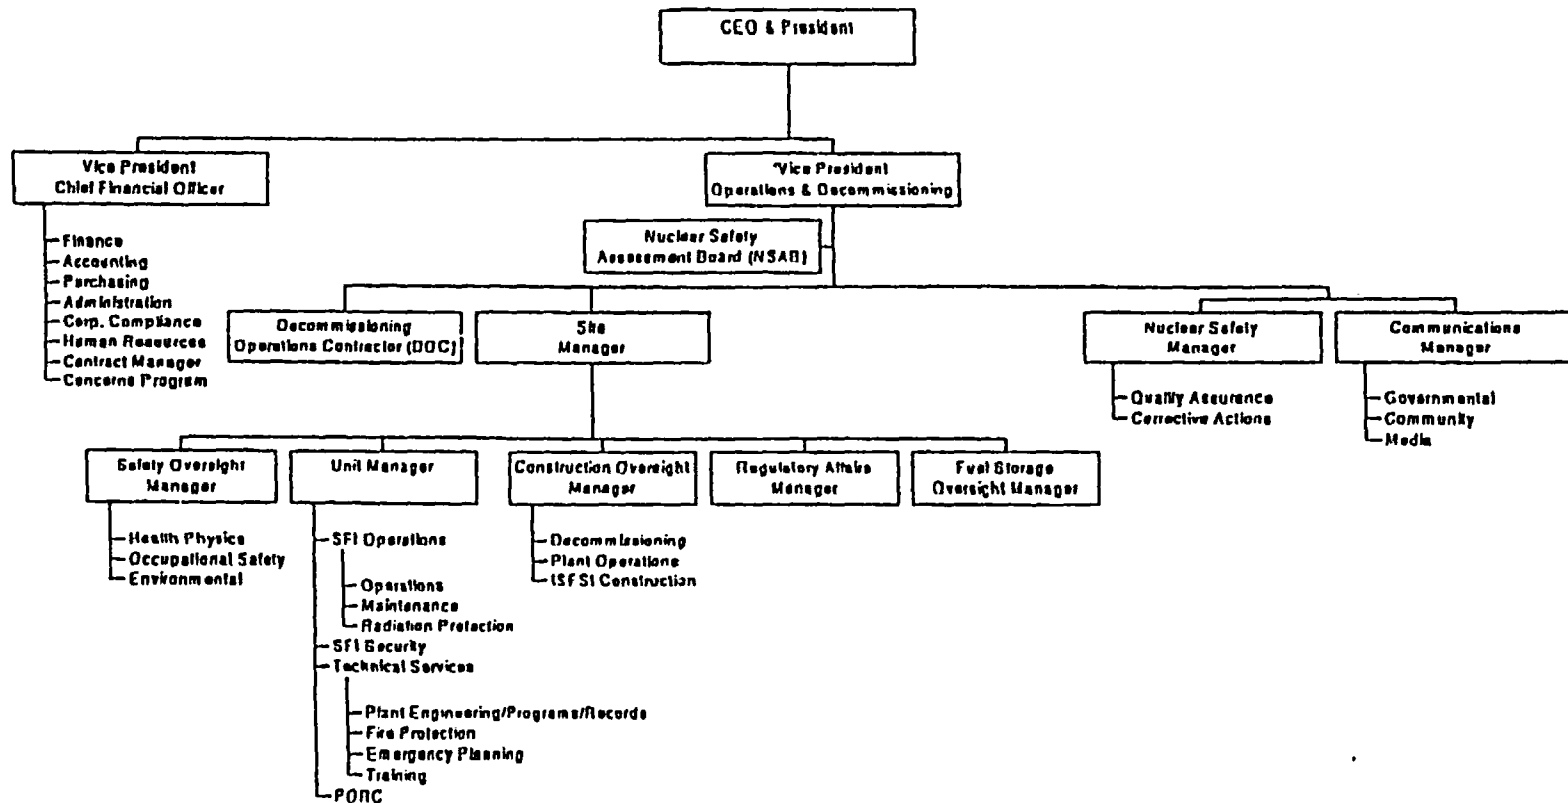 CEO & President
Vice President
Chief Financial Officer
*Vice President
Operations & Decommissioning
Finance
Accounting
Purchasing
Administration
Corp. Compliance
Human Resources
Contract Manager
Concerns Program
Nuclear Safety
Assessment Board (NSAB)
Decommissioning
Operations Contractor (DOC)
Site
Manager
Nuclear Safety
Manager
Communications
Manager
Quality Assurance
Corrective Actions
Governmental
Community
Media
Safety Oversight
Manager
Unit Manager
Construction Oversight
Manager
Regulatory Affairs
Manager
Fuel Storage
Oversight Manager
Health Physics
Occupational Safety
Environmental
SFI Operations
Operations
Maintenance
Radiation Protection
SFI Security
Technical Services
Plant Engineering/Programs/Records
Fire Protection
Emergency Planning
Training
PORC
Decommissioning
Plant Operations
ISFSI Construction